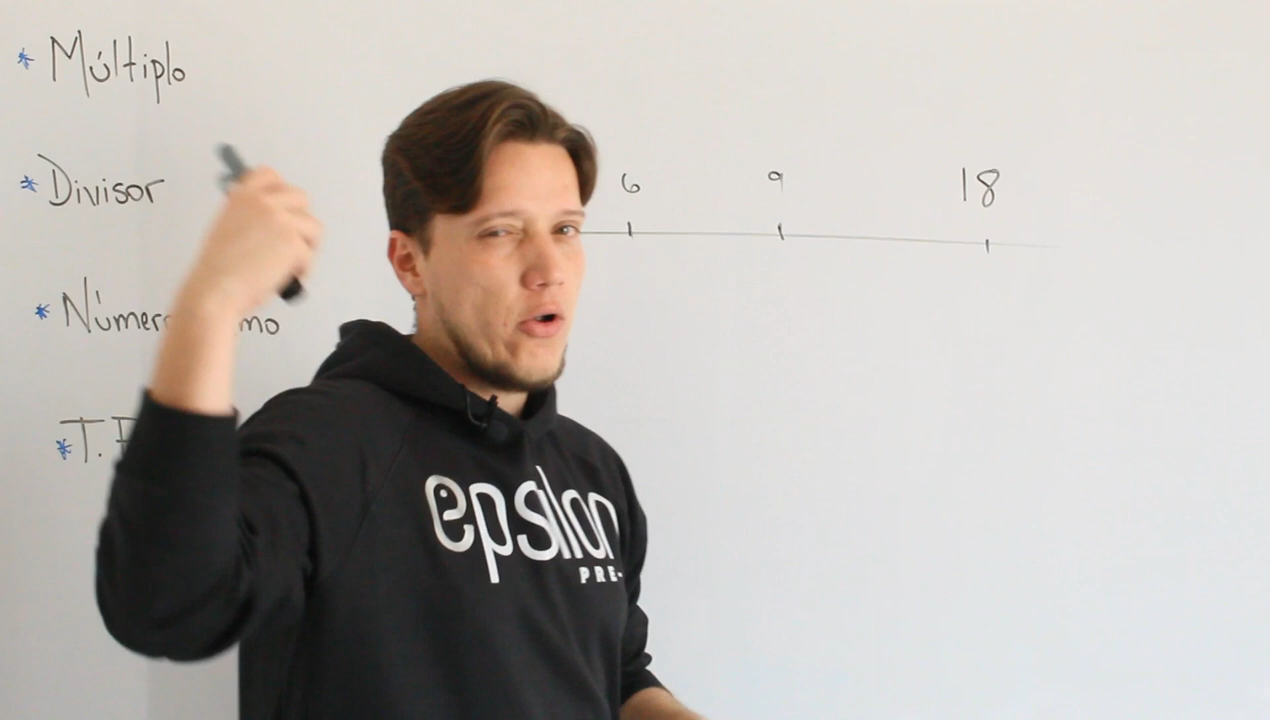 * Múltiplo
* Divisor
6 9 18
* Númer mo
* T.
epsilon
PRE-